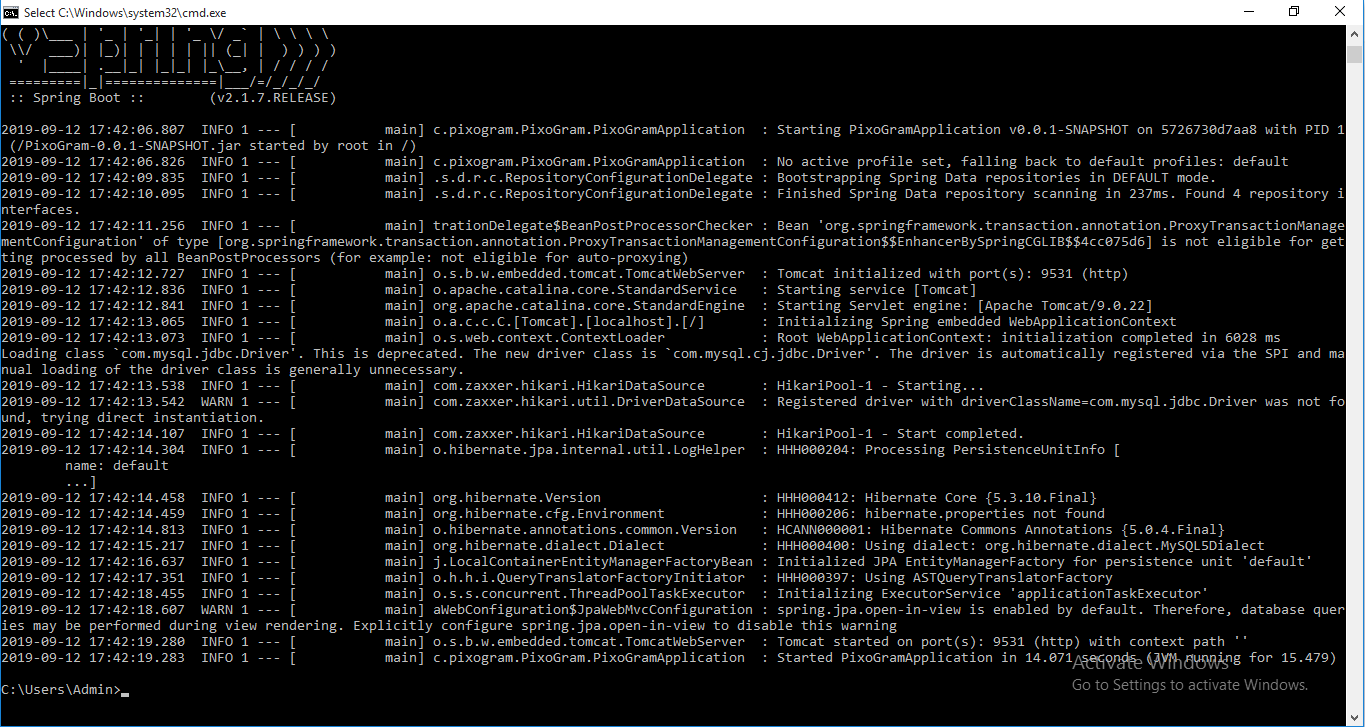 Select C:\Windows\system32\cmd.exe
( ( )\___ | '_ | '_| | '_ \/ _` | \ \ \ \
 \\/  ___)| |_)| | | | | || (_| |  ) ) ) )
  '  |____| .__|_| |_|_| |_\__, | / / / /
 =========|_|==============|___/=/_/_/_/
 :: Spring Boot ::        (v2.1.7.RELEASE)
2019-09-12 17:42:06.807  INFO 1 --- [           main] c.pixogram.PixoGram.PixoGramApplication  : Starting PixoGramApplication v0.0.1-SNAPSHOT on 5726730d7aa8 with PID 1
 (/PixoGram-0.0.1-SNAPSHOT.jar started by root in /)
2019-09-12 17:42:06.826  INFO 1 --- [           main] c.pixogram.PixoGram.PixoGramApplication  : No active profile set, falling back to default profiles: default
2019-09-12 17:42:09.835  INFO 1 --- [           main] .s.d.r.c.RepositoryConfigurationDelegate : Bootstrapping Spring Data repositories in DEFAULT mode.
2019-09-12 17:42:10.095  INFO 1 --- [           main] .s.d.r.c.RepositoryConfigurationDelegate : Finished Spring Data repository scanning in 237ms. Found 4 repository i
nterfaces.
2019-09-12 17:42:11.256  INFO 1 --- [           main] trationDelegate$BeanPostProcessorChecker : Bean 'org.springframework.transaction.annotation.ProxyTransactionManage
mentConfiguration' of type [org.springframework.transaction.annotation.ProxyTransactionManagementConfiguration$$EnhancerBySpringCGLIB$$4cc075d6] is not eligible for get
ting processed by all BeanPostProcessors (for example: not eligible for auto-proxying)
2019-09-12 17:42:12.727  INFO 1 --- [           main] o.s.b.w.embedded.tomcat.TomcatWebServer  : Tomcat initialized with port(s): 9531 (http)
2019-09-12 17:42:12.836  INFO 1 --- [           main] o.apache.catalina.core.StandardService   : Starting service [Tomcat]
2019-09-12 17:42:12.841  INFO 1 --- [           main] org.apache.catalina.core.StandardEngine  : Starting Servlet engine: [Apache Tomcat/9.0.22]
2019-09-12 17:42:13.065  INFO 1 --- [           main] o.a.c.c.C.[Tomcat].[localhost].[/]       : Initializing Spring embedded WebApplicationContext
2019-09-12 17:42:13.073  INFO 1 --- [           main] o.s.web.context.ContextLoader            : Root WebApplicationContext: initialization completed in 6028 ms
Loading class `com.mysql.jdbc.Driver'. This is deprecated. The new driver class is `com.mysql.cj.jdbc.Driver'. The driver is automatically registered via the SPI and ma
nual loading of the driver class is generally unnecessary.
2019-09-12 17:42:13.538  INFO 1 --- [           main] com.zaxxer.hikari.HikariDataSource       : HikariPool-1 - Starting...
2019-09-12 17:42:13.542  WARN 1 --- [           main] com.zaxxer.hikari.util.DriverDataSource  : Registered driver with driverClassName=com.mysql.jdbc.Driver was not fo
und, trying direct instantiation.
2019-09-12 17:42:14.107  INFO 1 --- [           main] com.zaxxer.hikari.HikariDataSource       : HikariPool-1 - Start completed.
2019-09-12 17:42:14.304  INFO 1 --- [           main] o.hibernate.jpa.internal.util.LogHelper  : HHH000204: Processing PersistenceUnitInfo [
        name: default
        ...]
2019-09-12 17:42:14.458  INFO 1 --- [           main] org.hibernate.Version                    : HHH000412: Hibernate Core {5.3.10.Final}
2019-09-12 17:42:14.459  INFO 1 --- [           main] org.hibernate.cfg.Environment            : HHH000206: hibernate.properties not found
2019-09-12 17:42:14.813  INFO 1 --- [           main] o.hibernate.annotations.common.Version   : HCANN000001: Hibernate Commons Annotations {5.0.4.Final}
2019-09-12 17:42:15.217  INFO 1 --- [           main] org.hibernate.dialect.Dialect            : HHH000400: Using dialect: org.hibernate.dialect.MySQL5Dialect
2019-09-12 17:42:16.637  INFO 1 --- [           main] j.LocalContainerEntityManagerFactoryBean : Initialized JPA EntityManagerFactory for persistence unit 'default'
2019-09-12 17:42:17.351  INFO 1 --- [           main] o.h.h.i.QueryTranslatorFactoryInitiator  : HHH000397: Using ASTQueryTranslatorFactory
2019-09-12 17:42:18.455  INFO 1 --- [           main] o.s.s.concurrent.ThreadPoolTaskExecutor  : Initializing ExecutorService 'applicationTaskExecutor'
2019-09-12 17:42:18.607  WARN 1 --- [           main] aWebConfiguration$JpaWebMvcConfiguration : spring.jpa.open-in-view is enabled by default. Therefore, database quer
ies may be performed during view rendering. Explicitly configure spring.jpa.open-in-view to disable this warning
2019-09-12 17:42:19.280  INFO 1 --- [           main] o.s.b.w.embedded.tomcat.TomcatWebServer  : Tomcat started on port(s): 9531 (http) with context path ''
2019-09-12 17:42:19.283  INFO 1 --- [           main] c.pixogram.PixoGram.PixoGramApplication  : Started PixoGramApplication in 14.071 seconds (JVM running for 15.479)
Activate Windows
Go to Settings to activate Windows.
C:\Users\Admin>